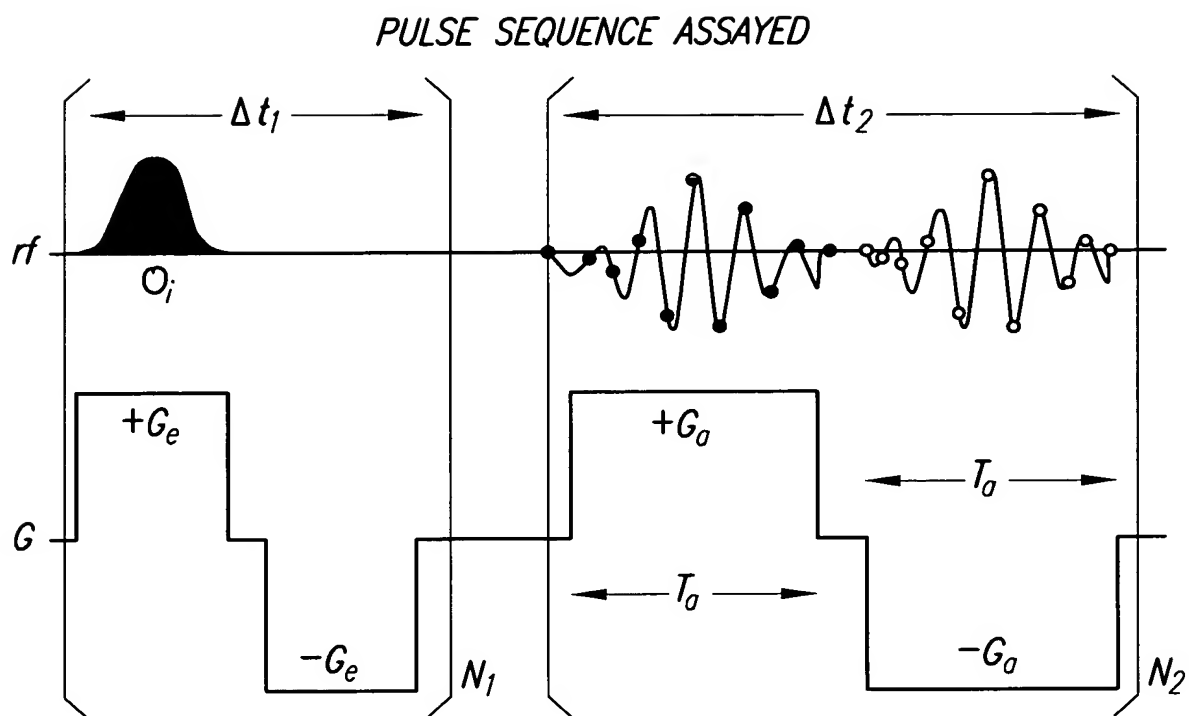 PULSE SEQUENCE ASSAYED
Δt₁
Δt₂
rf
Oᵢ
+Gₑ
+Gₐ
Tₐ
G
Tₐ
-Gₑ
N₁
-Gₐ
N₂